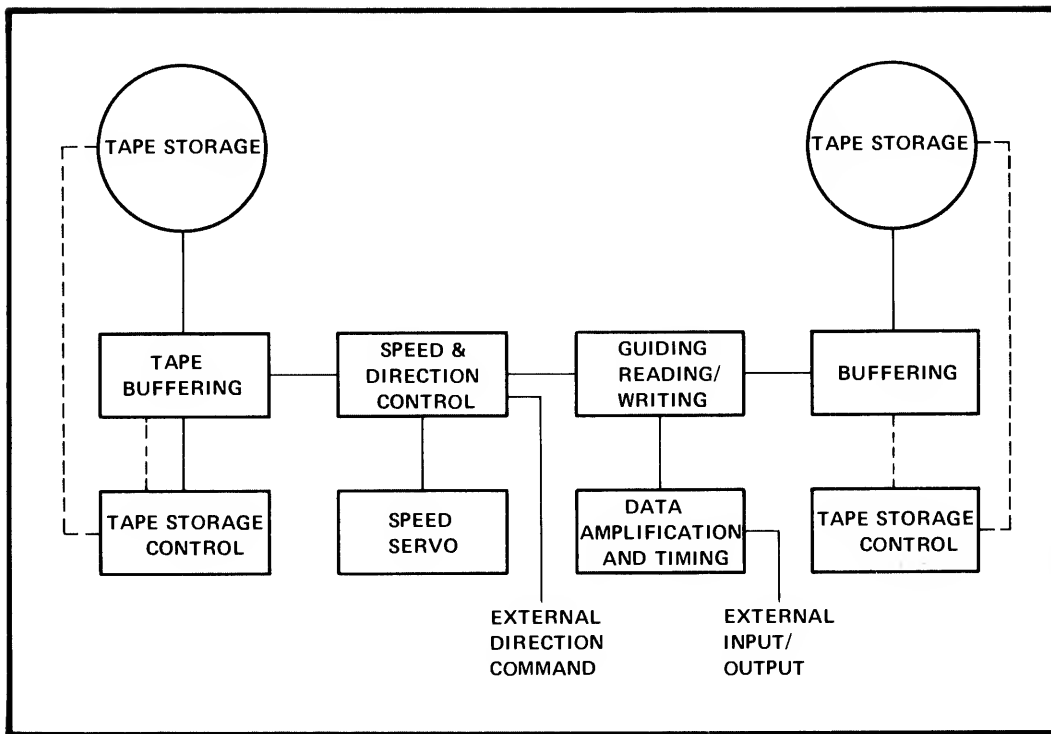 TAPE STORAGE
TAPE STORAGE
TAPE
BUFFERING
SPEED &
DIRECTION
CONTROL
GUIDING
READING/
WRITING
BUFFERING
TAPE STORAGE
CONTROL
SPEED
SERVO
DATA
AMPLIFICATION
AND TIMING
TAPE STORAGE
CONTROL
EXTERNAL
DIRECTION
COMMAND
EXTERNAL
INPUT/
OUTPUT